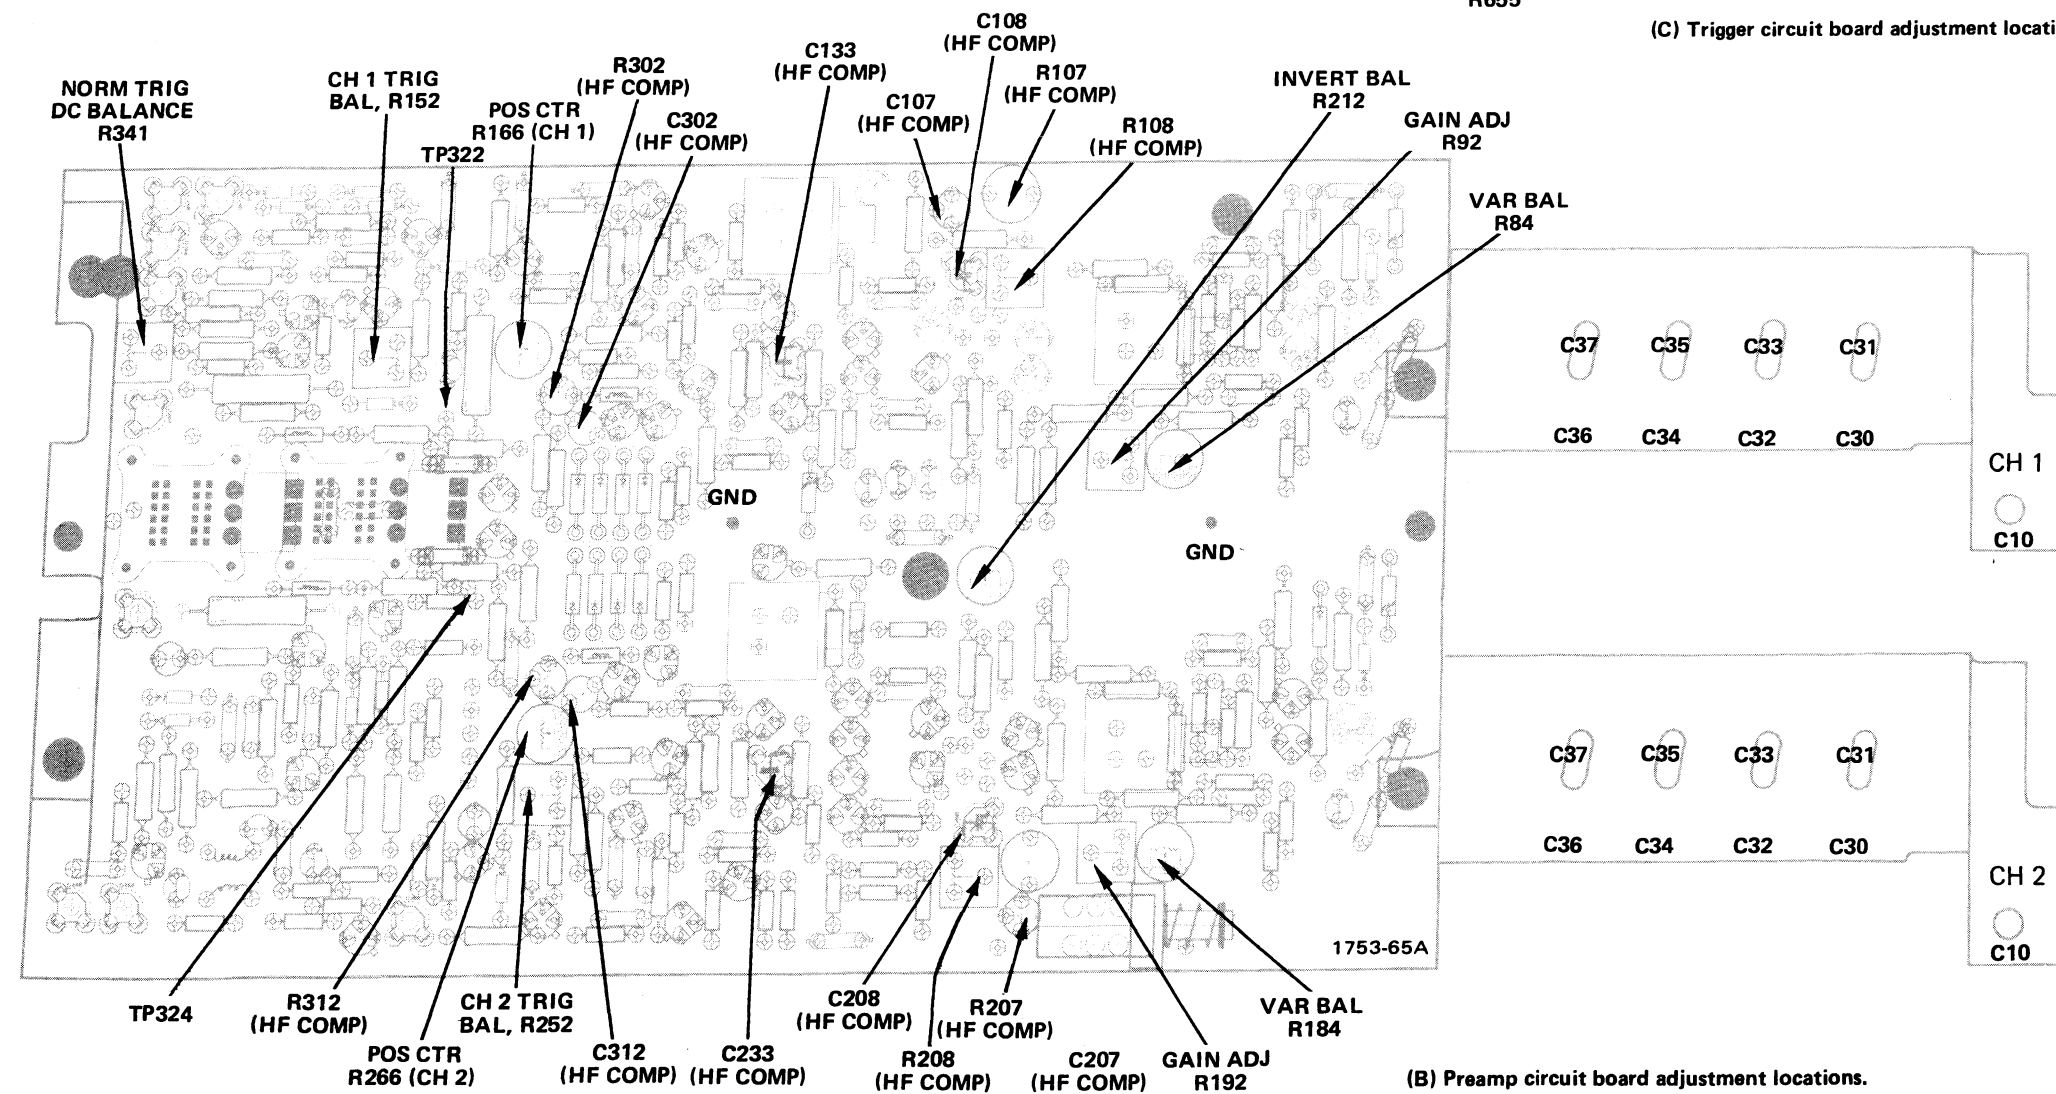 R655
(C) Trigger circuit board adjustment locati
C108
(HF COMP)
C133
(HF COMP)
R302
(HF COMP)
R107
(HF COMP)
INVERT BAL
R212
CH 1 TRIG
BAL, R152
NORM TRIG
DC BALANCE
R341
POS CTR
R166 (CH 1)
C302
(HF COMP)
C107
(HF COMP)
R108
(HF COMP)
GAIN ADJ
R92
TP322
VAR BAL
R84
C37
C35
C33
C31
C36
C34
C32
C30
CH 1
C10
GND
GND
C37
C35
C33
C31
C36
C34
C32
C30
CH 2
C10
1753-65A
TP324
R312
(HF COMP)
CH 2 TRIG
BAL, R252
C208
(HF COMP)
R207
(HF COMP)
VAR BAL
R184
POS CTR
R266 (CH 2)
C312
(HF COMP)
C233
(HF COMP)
R208
(HF COMP)
C207
(HF COMP)
GAIN ADJ
R192
(B) Preamp circuit board adjustment locations.